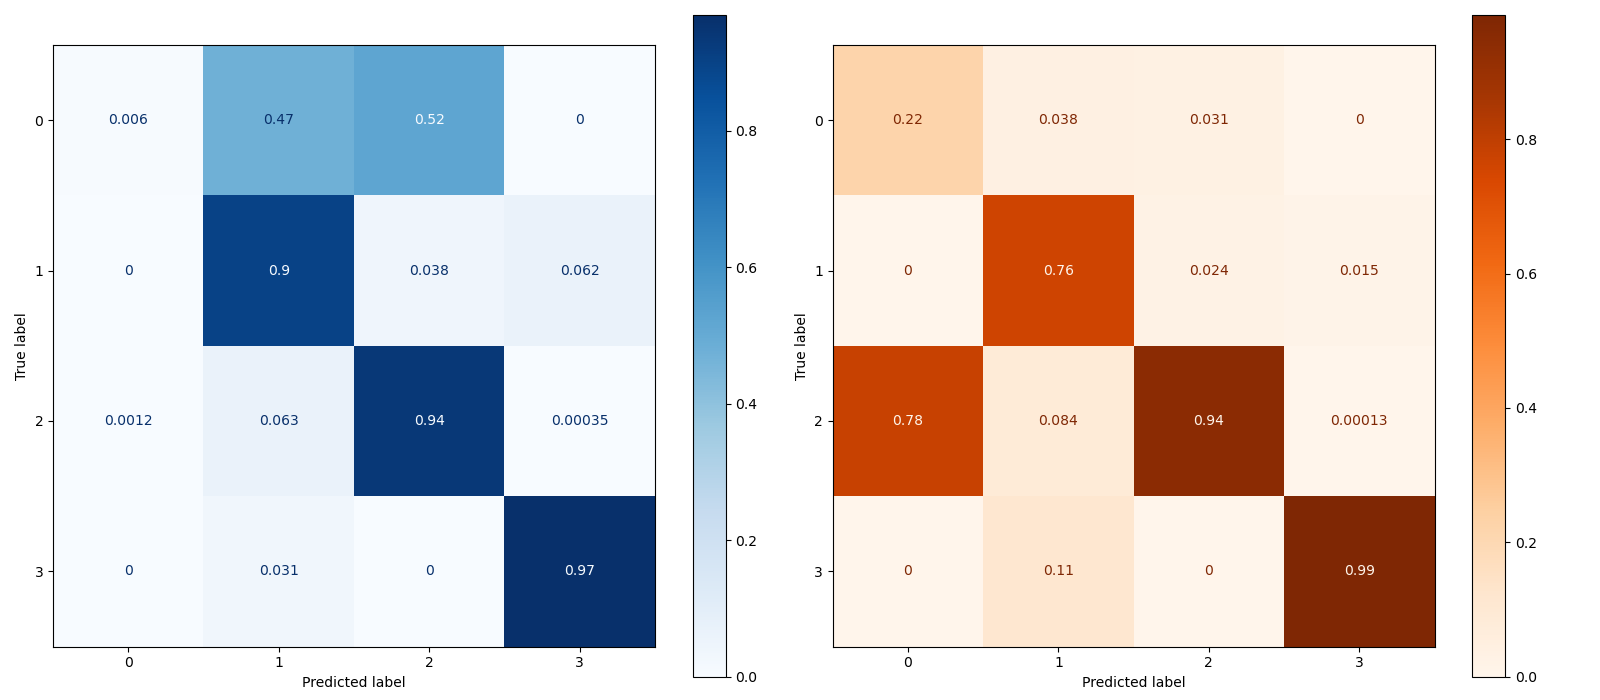 0 0.006 0.47 0.52 0
1 0 0.9 0.038 0.062
2 0.0012 0.063 0.94 0.00035
3 0 0.031 0 0.97
0 1 2 3
Predicted label
True label
0.8
0.6
0.4
0.2
0.0
0 0.22 0.038 0.031 0
1 0 0.76 0.024 0.015
2 0.78 0.084 0.94 0.00013
3 0 0.11 0 0.99
0 1 2 3
Predicted label
True label
0.8
0.6
0.4
0.2
0.0